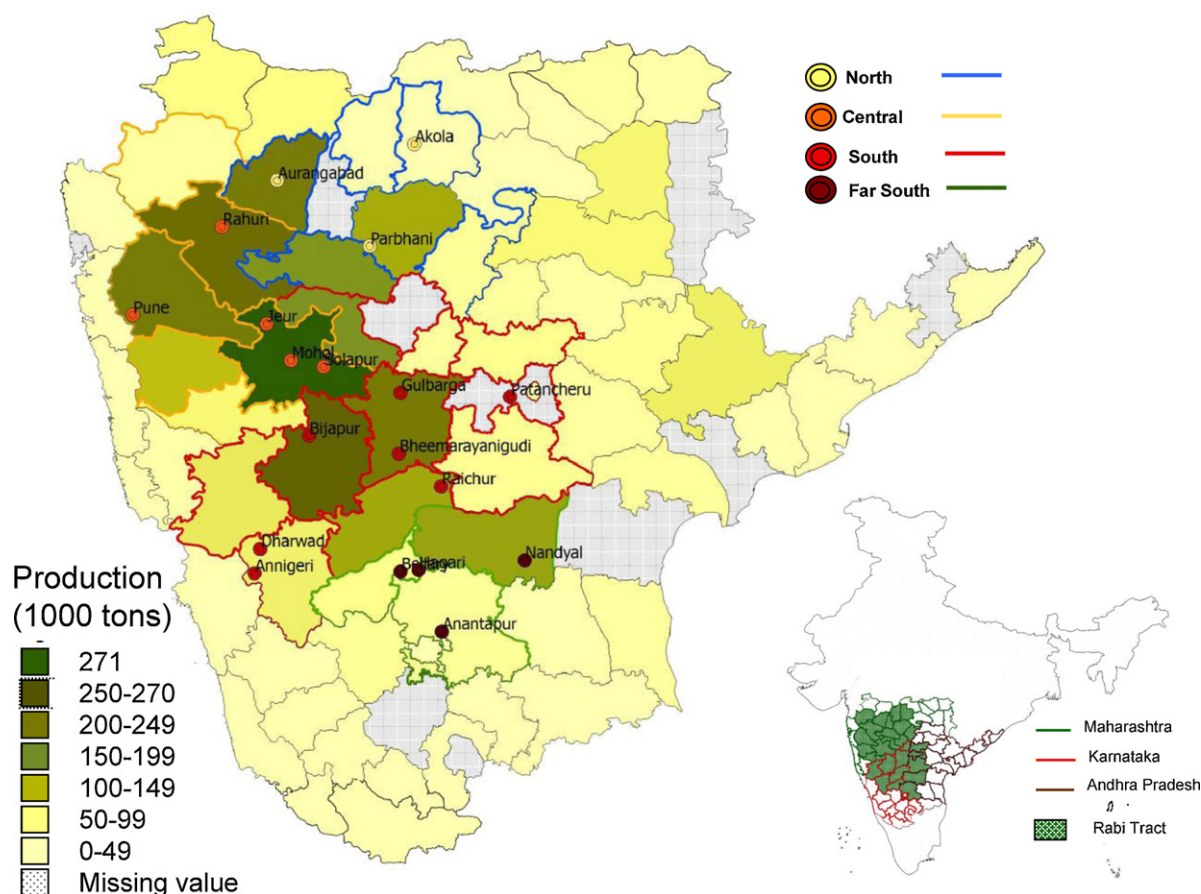 North
Central
South
Far South
Akola
Aurangabad
Rahuri
Parbhani
Pune
Jeur
Mohol
Solapur
Gulbarga
Patancheru
Bijapur
Bheemarayanigudi
Raichur
Dharwad
Annigeri
Nandyal
Anantapur
Production
(1000 tons)
271
250-270
200-249
150-199
100-149
50-99
0-49
Missing value
Maharashtra
Karnataka
Andhra Pradesh
Rabi Tract